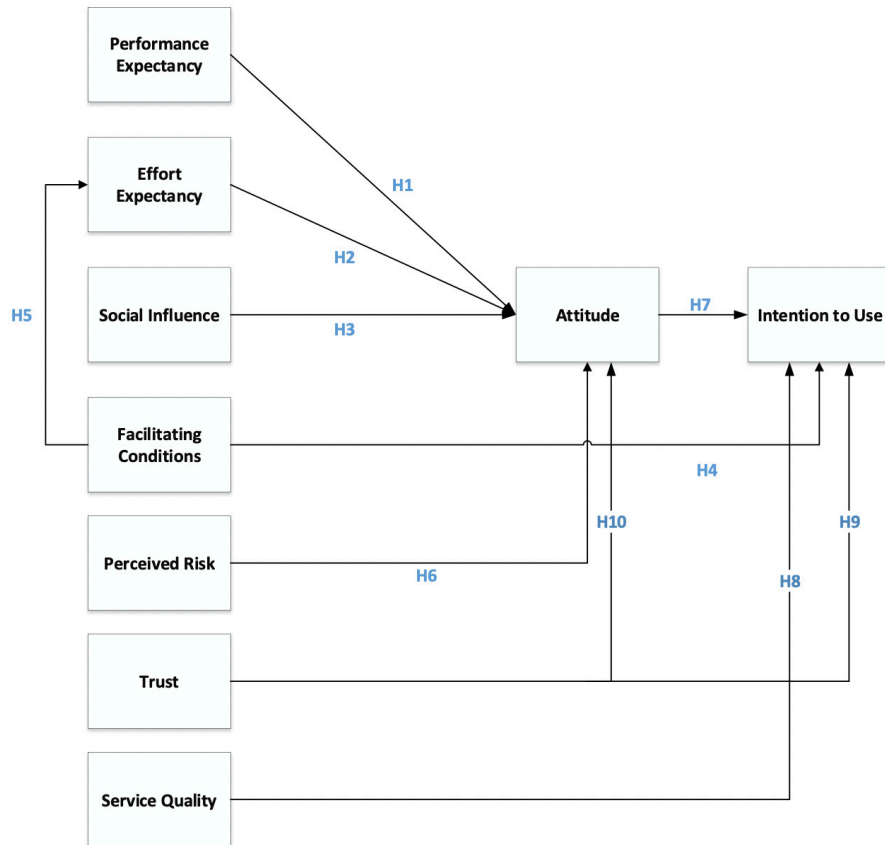 Performance
Expectancy
H1
Effort
Expectancy
H2
H5
Social Influence
H3
Attitude
H7
Intention to Use
Facilitating
Conditions
H4
H10
H9
Perceived Risk
H6
H8
Trust
Service Quality